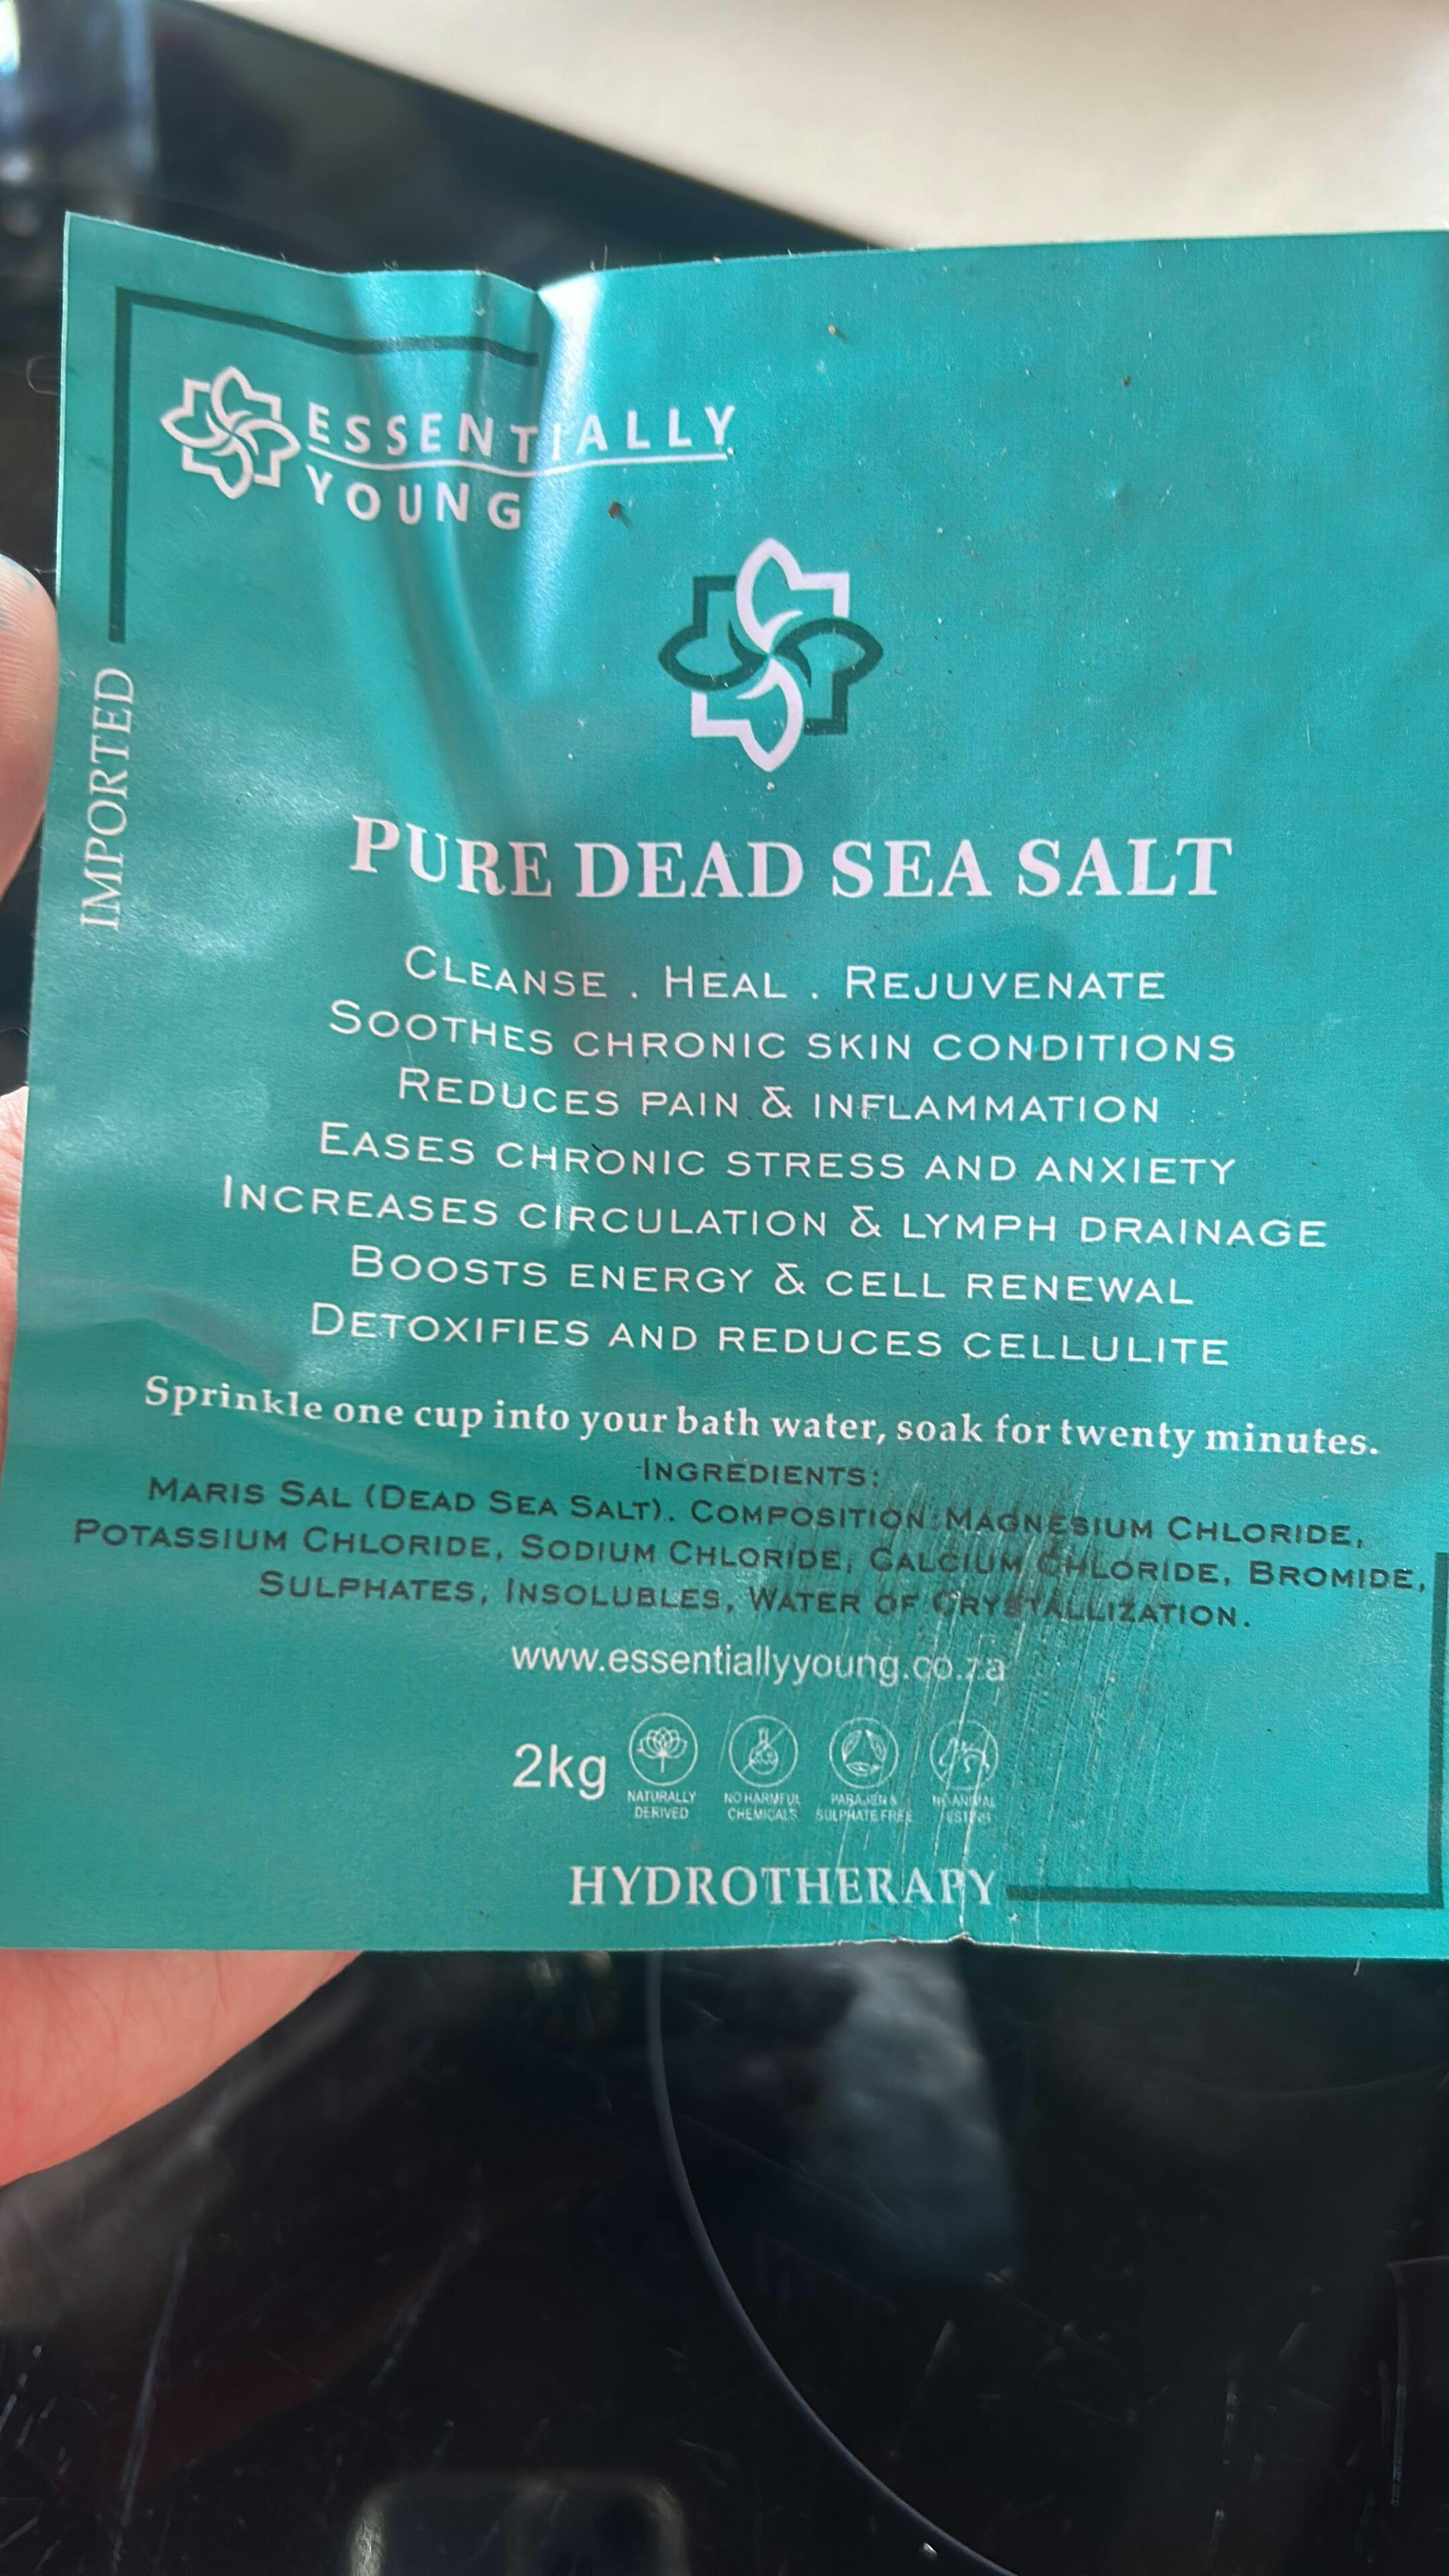 ESSENTIALLY
YOUNG
IMPORTED
PURE DEAD SEA SALT
CLEANSE . HEAL . REJUVENATE
SOOTHES CHRONIC SKIN CONDITIONS
REDUCES PAIN & INFLAMMATION
EASES CHRONIC STRESS AND ANXIETY
INCREASES CIRCULATION & LYMPH DRAINAGE
BOOSTS ENERGY & CELL RENEWAL
DETOXIFIES AND REDUCES CELLULITE
Sprinkle one cup into your bath water, soak for twenty minutes.
INGREDIENTS:
MARIS SAL (DEAD SEA SALT). COMPOSITION: MAGNESIUM CHLORIDE,
POTASSIUM CHLORIDE, SODIUM CHLORIDE, CALCIUM CHLORIDE, BROMIDE,
SULPHATES, INSOLUBLES, WATER OF CRYSTALLIZATION.
www.essentiallyyoung.co.za
2kg
NATURALLY
DERIVED
NO HARMFUL
CHEMICALS
PARABEN &
SULPHATE FREE
NO ANIMAL
TESTING
HYDROTHERAPY